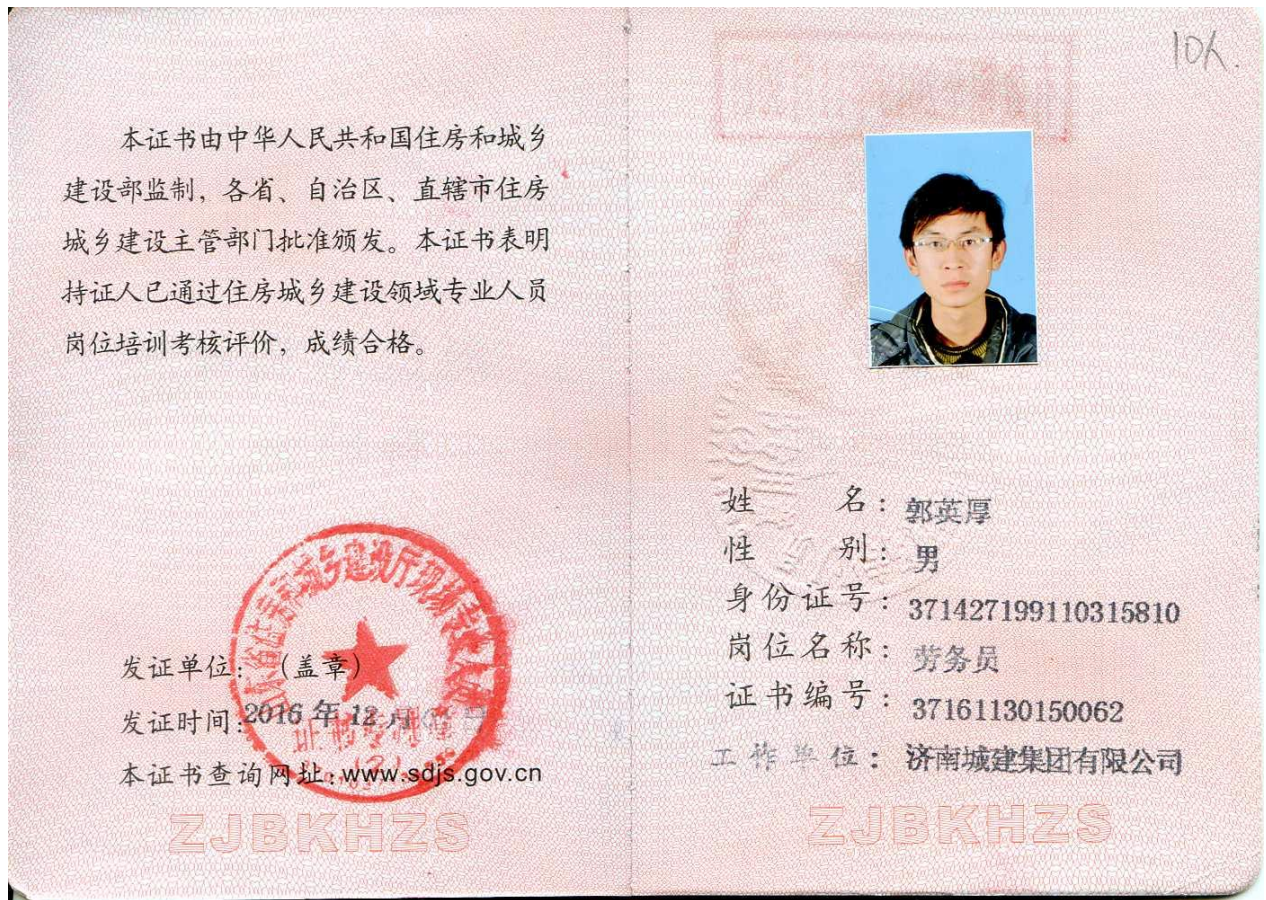 本证书由中华人民共和国住房和城乡
建设部监制，各省、自治区、直辖市住房
城乡建设主管部门批准颁发。本证书表明
持证人已通过住房城乡建设领域专业人员
岗位培训考核评价，成绩合格。
发证单位：（盖章）
发证时间：2016 年 12 月
本证书查询网址：www.sdjs.gov.cn
ZJBKHZS
10人.
姓名：郭英厚
性别：男
身份证号：371427199110315810
岗位名称：劳务员
证书编号：37161130150062
工作单位：济南城建集团有限公司
ZJBKHZS